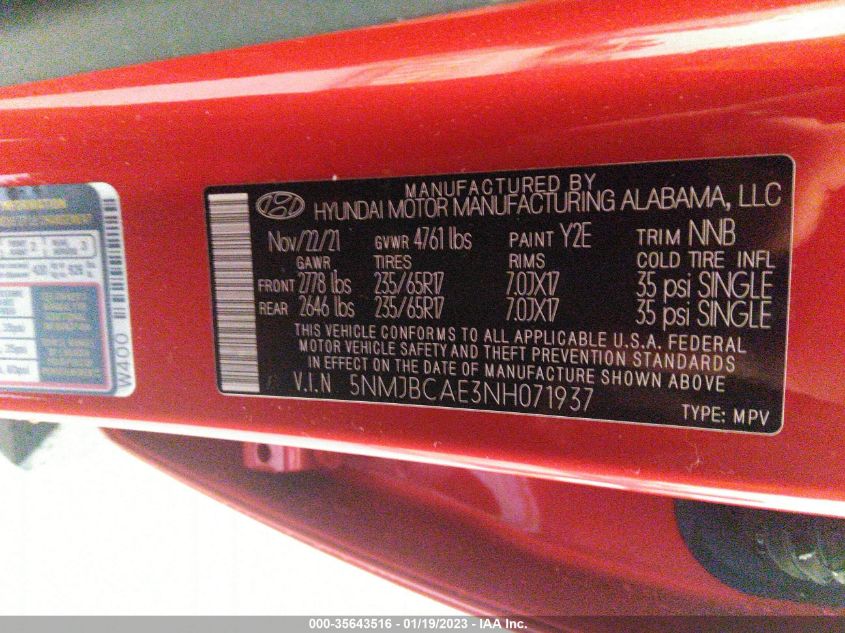 MANUFACTURED BY
HYUNDAI MOTOR MANUFACTURING ALABAMA, LLC
Nov/22/21 GVWR 4761 lbs PAINT Y2E TRIM NNB
GAWR TIRES RIMS COLD TIRE INFL
FRONT 2778 lbs 235/65R17 7.0JX17 35 psi SINGLE
REAR 2646 lbs 235/65R17 7.0JX17 35 psi SINGLE
THIS VEHICLE CONFORMS TO ALL APPLICABLE U.S.A. FEDERAL
MOTOR VEHICLE SAFETY AND THEFT PREVENTION STANDARDS
IN EFFECT ON THE DATE OF MANUFACTURE SHOWN ABOVE
V.I.N 5NMJBCAE3NH071937
TYPE: MPV
W400
INFORMATION
000-35643516 - 01/19/2023 - IAA Inc.